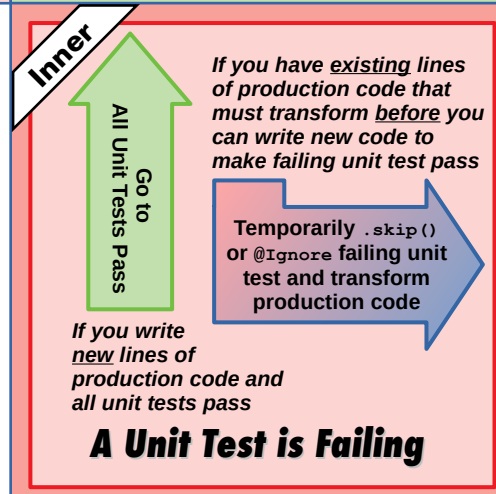 Inner
Go to
All Unit Tests Pass
If you have existing lines
of production code that
must transform before you
can write new code to
make failing unit test pass
Temporarily .skip()
or @Ignore failing unit
test and transform
production code
If you write
new lines of
production code and
all unit tests pass
A Unit Test is Failing